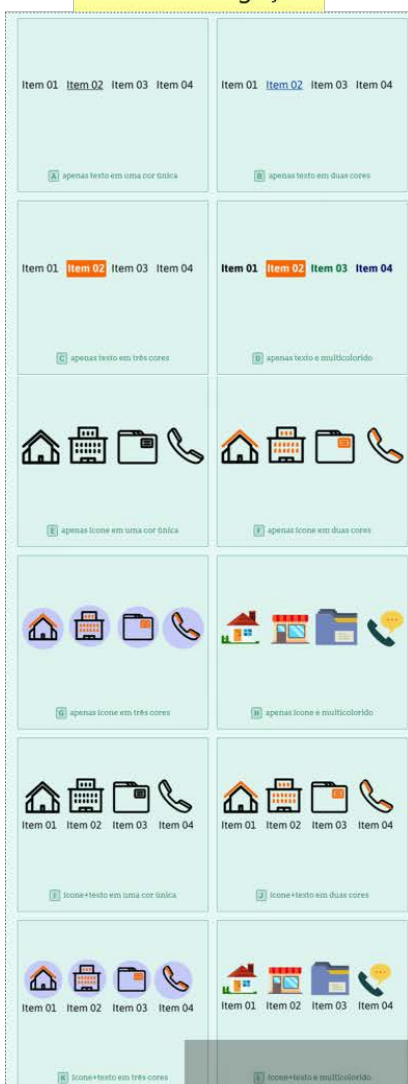 Item 01 Item 02 Item 03 Item 04
A apenas texto em uma cor única
Item 01 Item 02 Item 03 Item 04
B apenas texto em duas cores
Item 01 Item 02 Item 03 Item 04
C apenas texto em três cores
Item 01 Item 02 Item 03 Item 04
D apenas texto e multicolorido
E apenas ícone em uma cor única
F apenas ícone em duas cores
G apenas ícone em três cores
H apenas ícone e multicolorido
Item 01 Item 02 Item 03 Item 04
I ícone+texto em uma cor única
Item 01 Item 02 Item 03 Item 04
J ícone+texto em duas cores
Item 01 Item 02 Item 03 Item 04
K ícone+texto em três cores
Item 01 Item 02 Item 03 Item 04
L ícone+texto e multicolorido